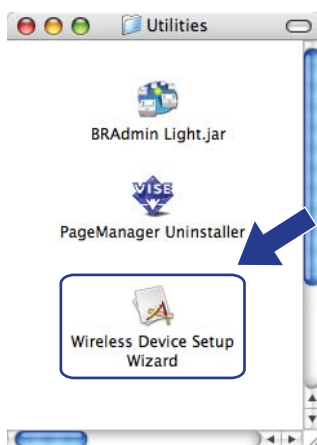 Utilities
BRAdmin Light.jar
VISE
PageManager Uninstaller
Wireless Device Setup
Wizard